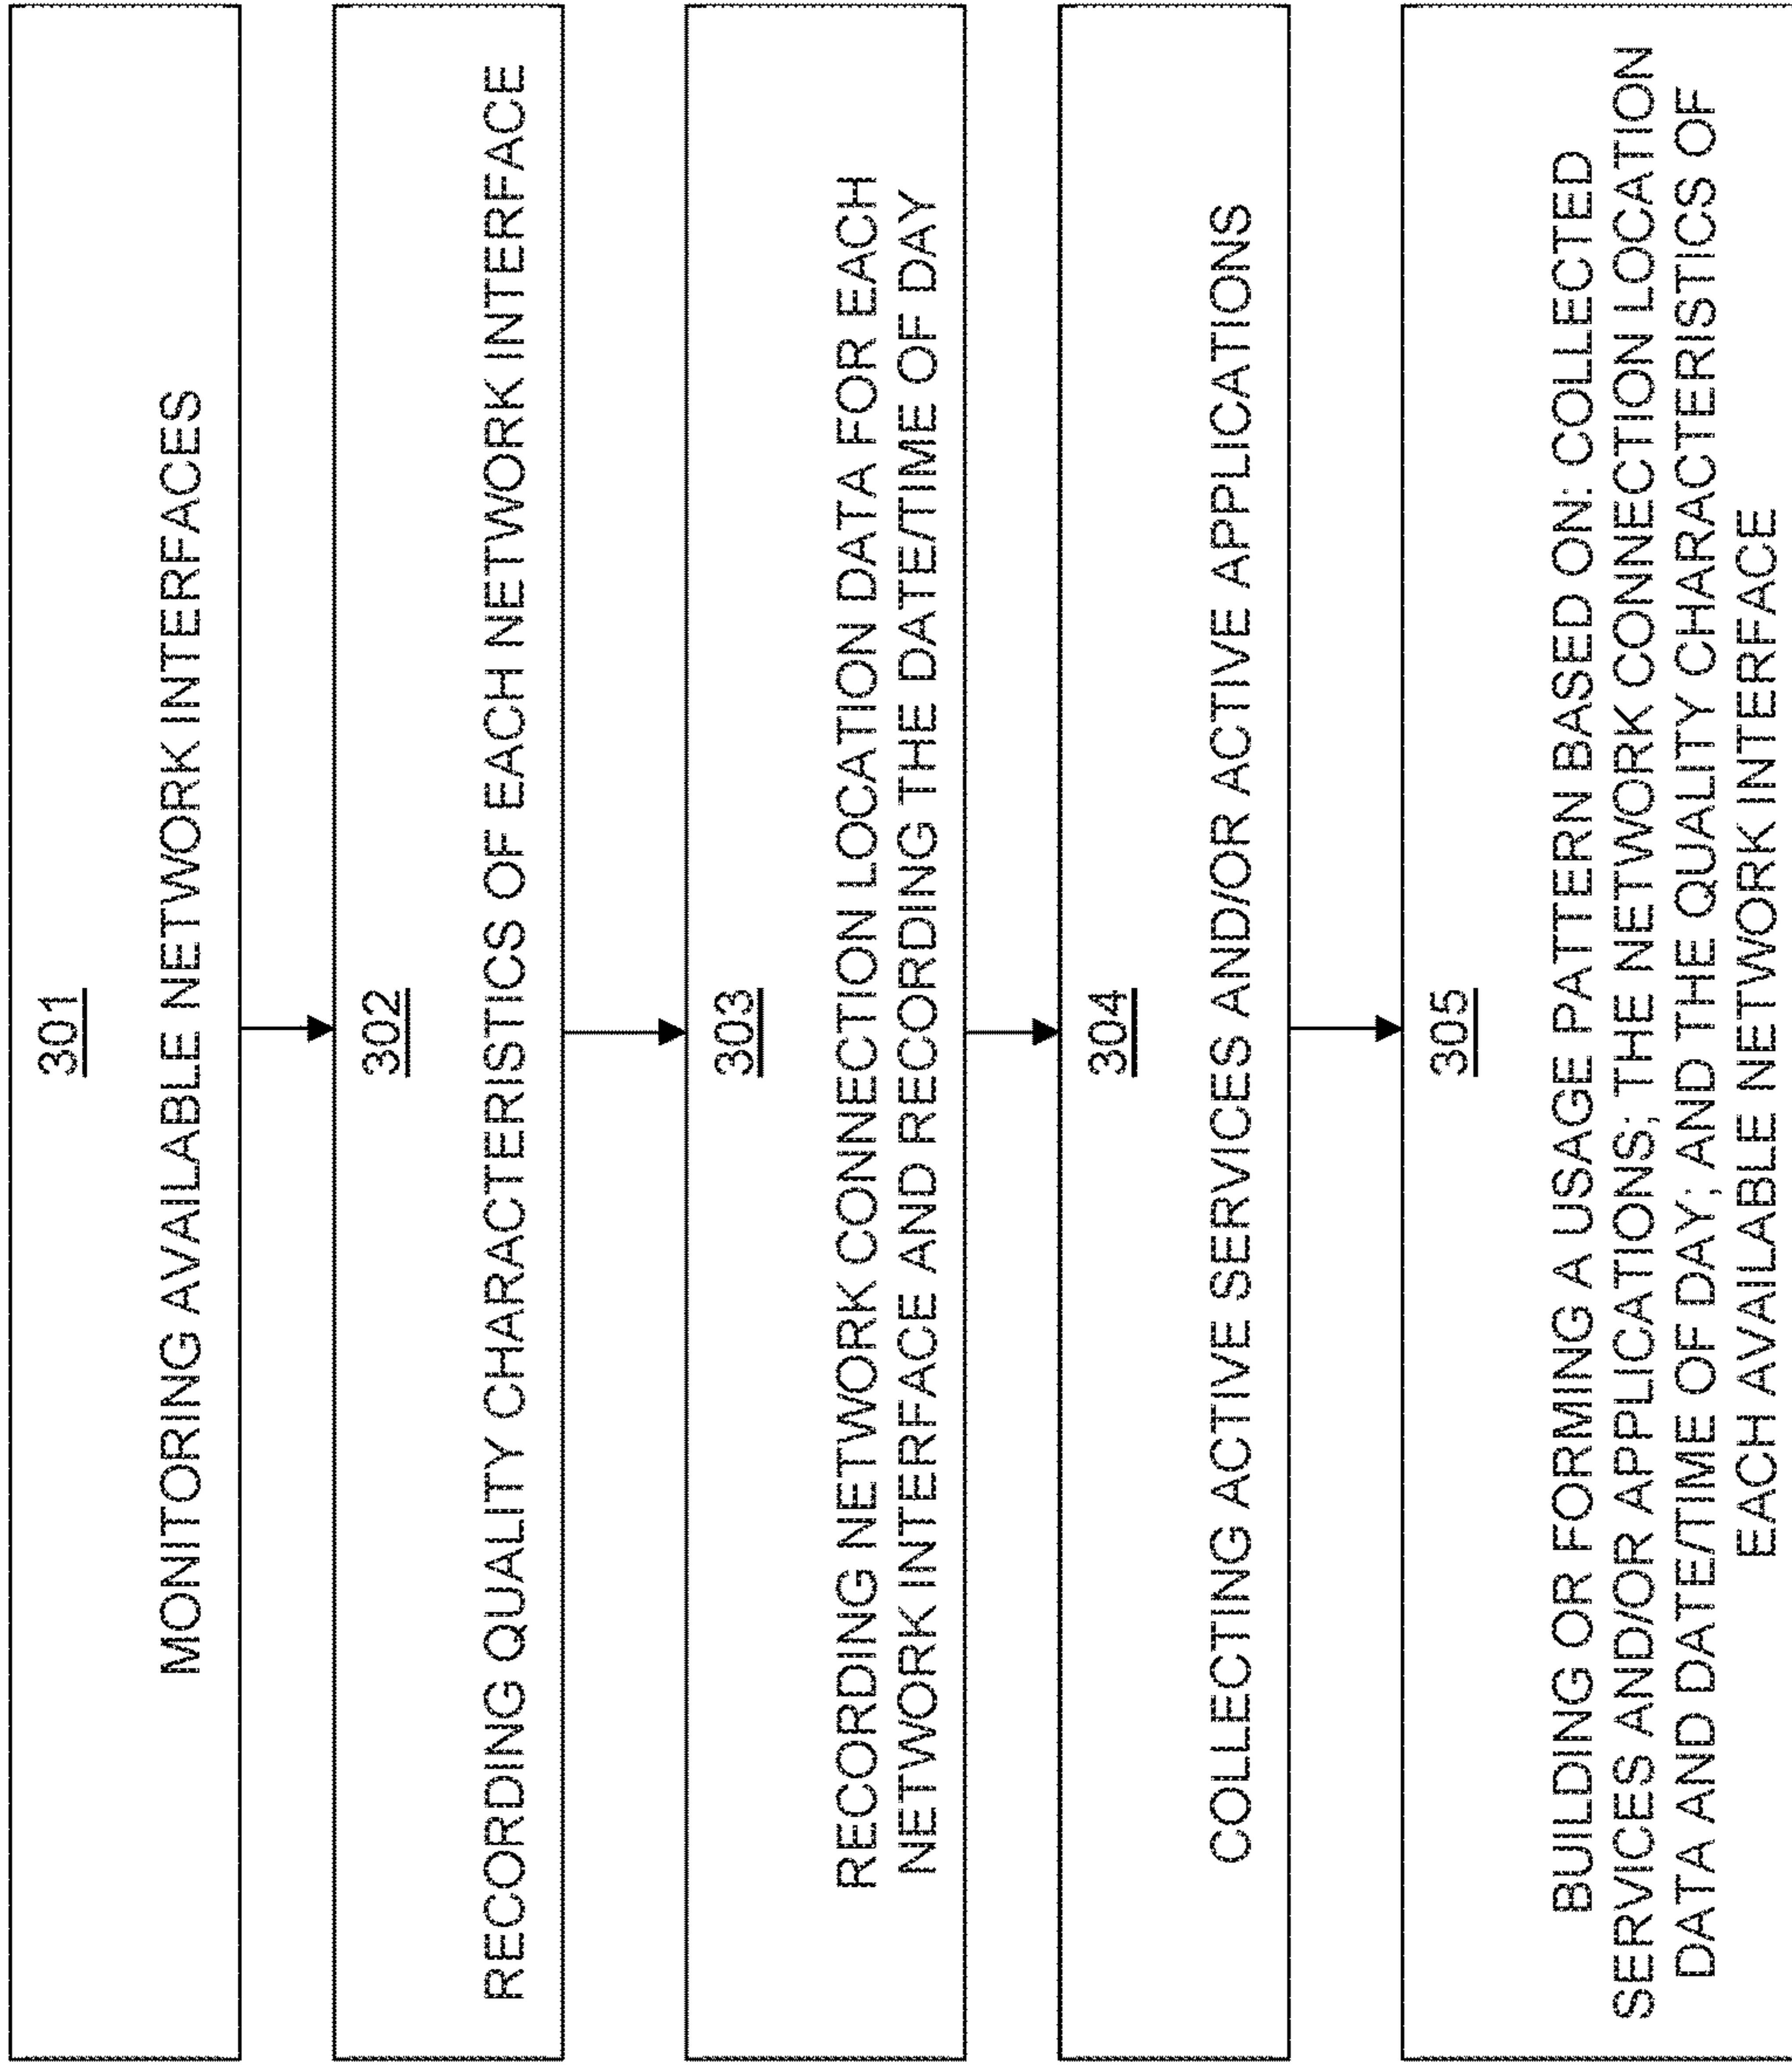 301
MONITORING AVAILABLE NETWORK INTERFACES
302
RECORDING QUALITY CHARACTERISTICS OF EACH NETWORK INTERFACE
303
RECORDING NETWORK CONNECTION LOCATION DATA FOR EACH
NETWORK INTERFACE AND RECORDING THE DATE/TIME OF DAY
304
COLLECTING ACTIVE SERVICES AND/OR ACTIVE APPLICATIONS
305
BUILDING OR FORMING A USAGE PATTERN BASED ON: COLLECTED
SERVICES AND/OR APPLICATIONS; THE NETWORK CONNECTION LOCATION
DATA AND DATE/TIME OF DAY; AND THE QUALITY CHARACTERISTICS OF
EACH AVAILABLE NETWORK INTERFACE